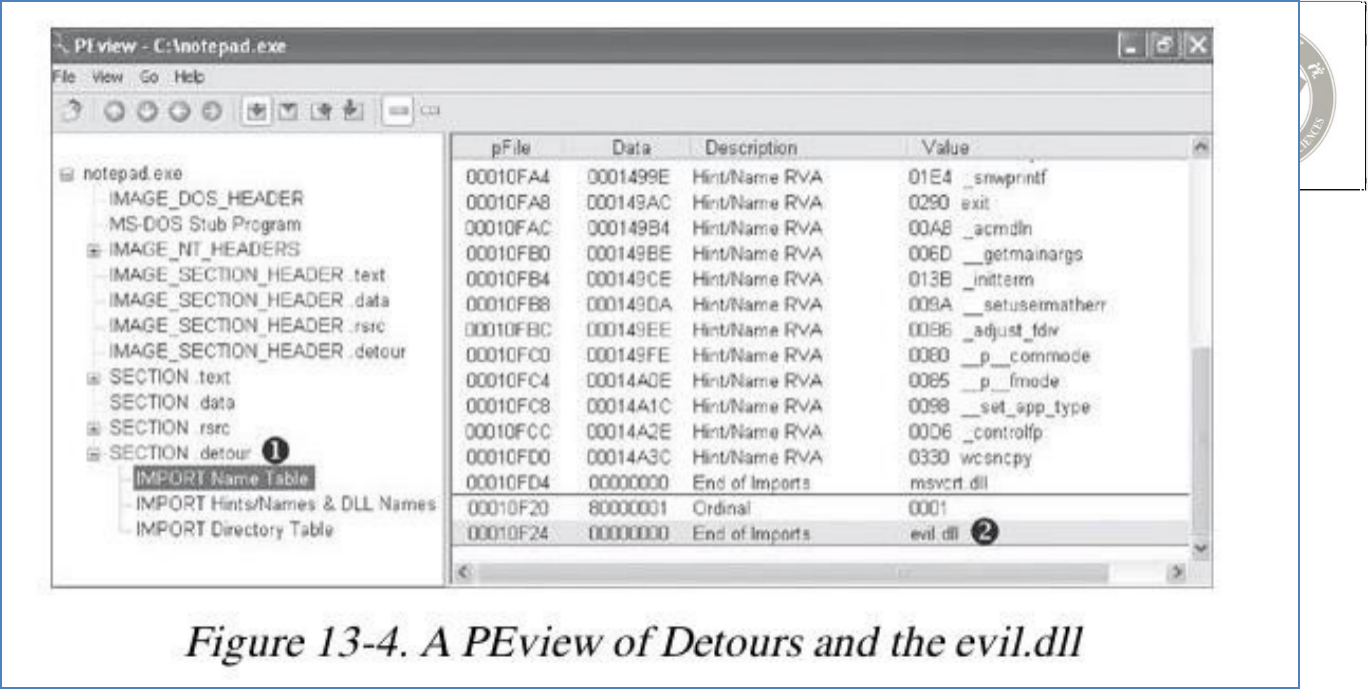 PEview - C:\notepad.exe
File View Go Help
pFile Data Description Value
notepad.exe
IMAGE_DOS_HEADER
MS-DOS Stub Program
IMAGE_NT_HEADERS
IMAGE_SECTION_HEADER .text
IMAGE_SECTION_HEADER .data
IMAGE_SECTION_HEADER .rsrc
IMAGE_SECTION_HEADER .detour
SECTION .text
SECTION .data
SECTION .rsrc
SECTION .detour ❶
IMPORT Name Table
IMPORT Hints/Names & DLL Names
IMPORT Directory Table
00010FA4 0001499E Hint/Name RVA 01E4 _snwprintf
00010FA8 000149AC Hint/Name RVA 0290 exit
00010FAC 000149B4 Hint/Name RVA 00A8 _acmdln
00010FB0 000149BE Hint/Name RVA 006D __getmainargs
00010FB4 000149CE Hint/Name RVA 013B _initterm
00010FB8 000149DA Hint/Name RVA 009A __setusermatherr
00010FBC 000149EE Hint/Name RVA 0086 _adjust_fdiv
00010FC0 000149FE Hint/Name RVA 0080 __p__commode
00010FC4 00014A0E Hint/Name RVA 0085 __p__fmode
00010FC8 00014A1C Hint/Name RVA 0098 __set_app_type
00010FCC 00014A2E Hint/Name RVA 00D6 _controlfp
00010FD0 00014A3C Hint/Name RVA 0330 wcsncpy
00010FD4 00000000 End of Imports msvcrt.dll
00010F20 80000001 Ordinal 0001
00010F24 00000000 End of Imports evil.dll ❷
Figure 13-4. A PEview of Detours and the evil.dll